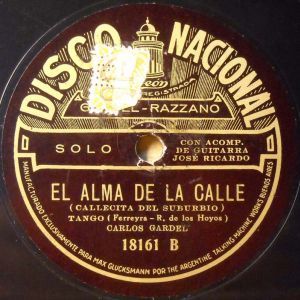 DISCO NACIONAL
GARDEL-RAZZANO
SOLO
CON ACOMP.
DE GUITARRA
JOSÉ RICARDO
EL ALMA DE LA CALLE
(CALLECITA DEL SUBURBIO)
TANGO (Ferreyra - R. de los Hoyos)
CARLOS GARDEL
18161 B
MANUFACTURADO EXCLUSIVAMENTE PARA MAX GLÜCKSMANN POR THE ARGENTINE TALKING MACHINE WORKS BUENOS AIRES